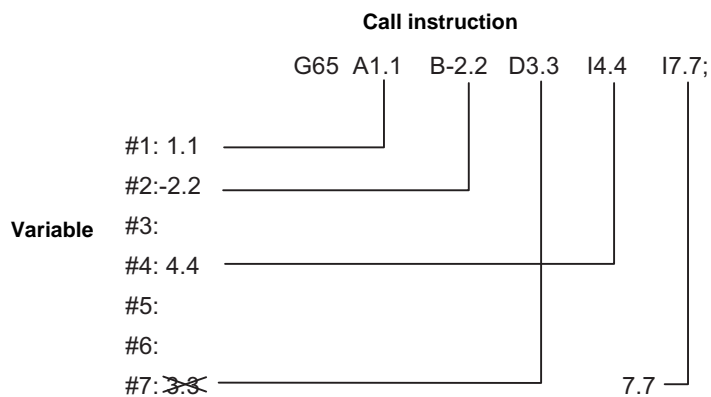 Call instruction
G65 A1.1 B-2.2 D3.3 I4.4 I7.7;
#1: 1.1
#2:-2.2
Variable
#3:
#4: 4.4
#5:
#6:
#7: 3.3 7.7